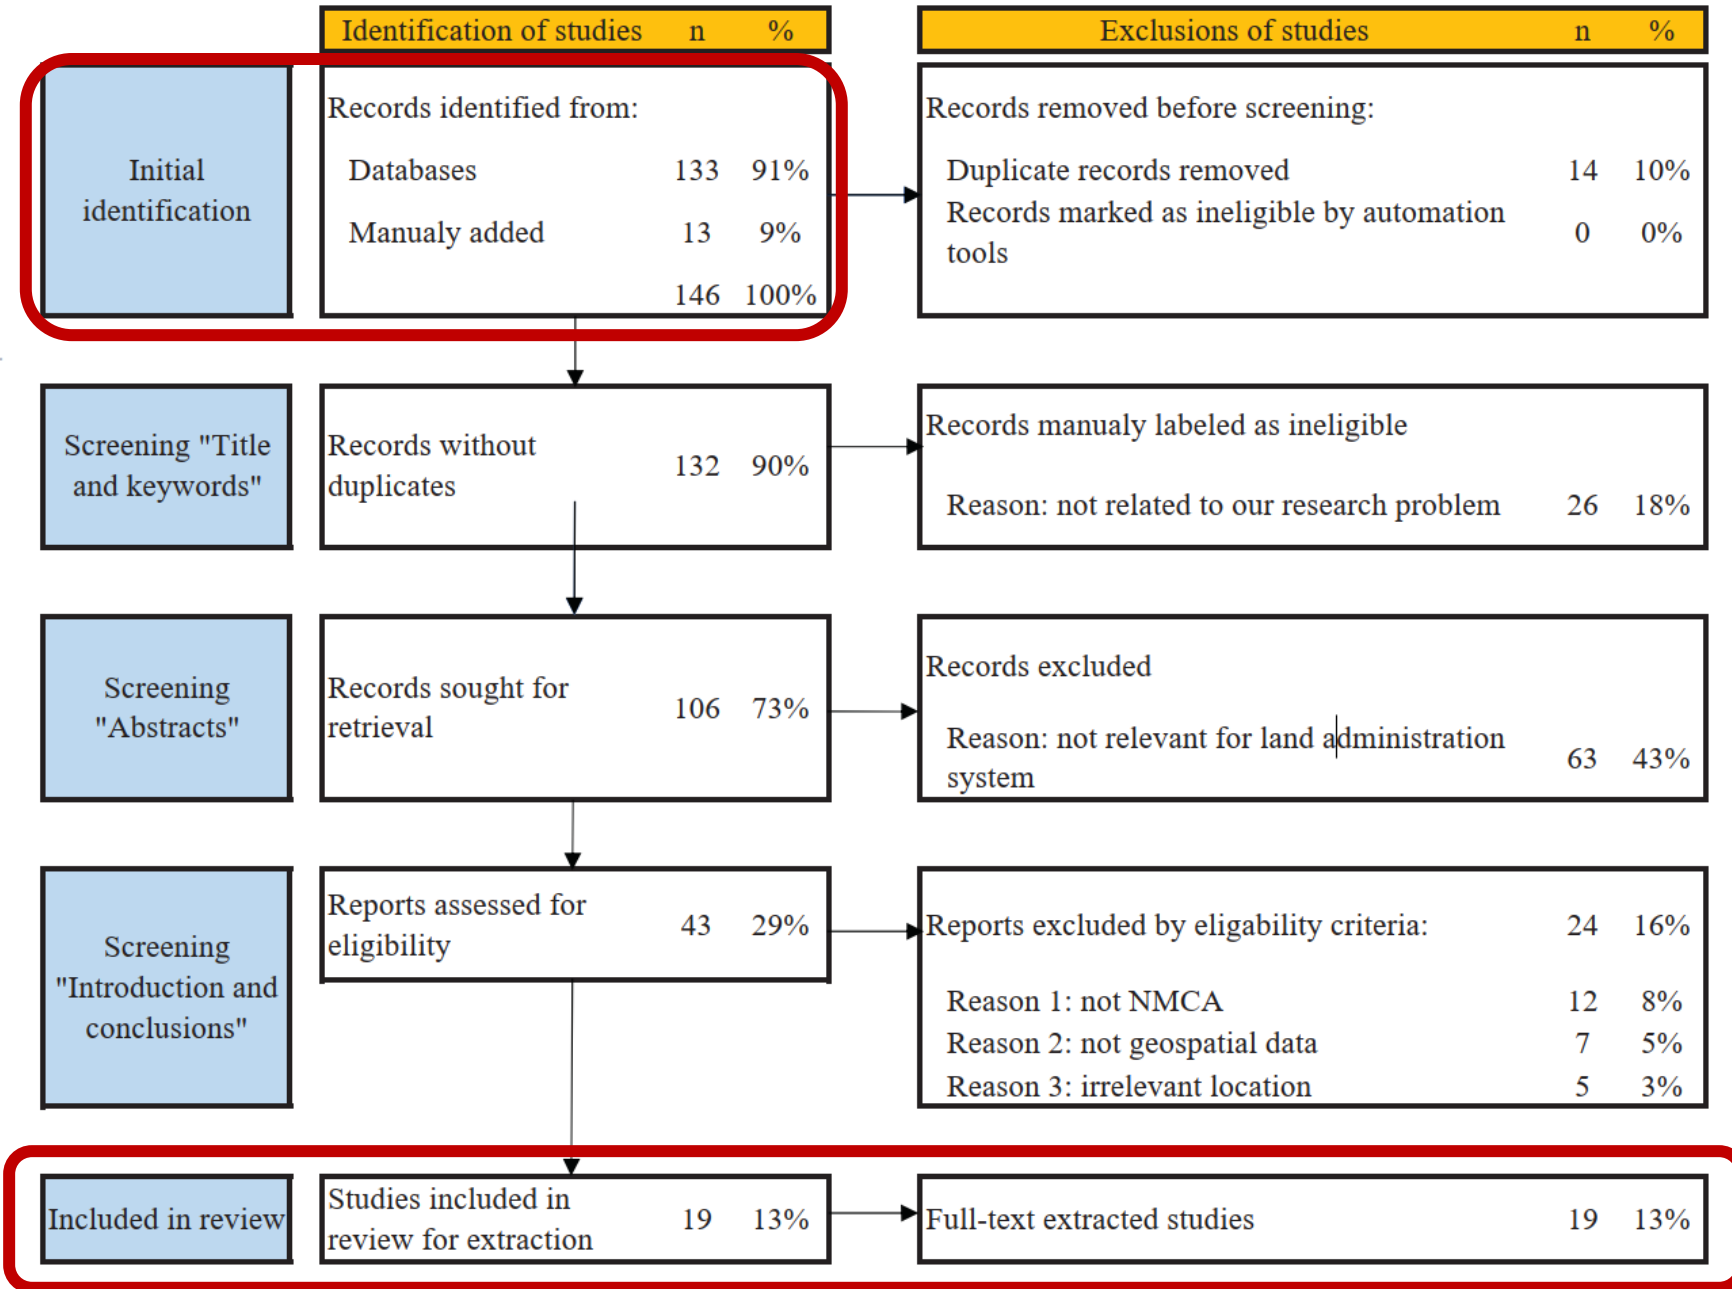 Identification of studies n %
Exclusions of studies n %
Initial
identification
Records identified from:
Databases 133 91%
Manualy added 13 9%
146 100%
Records removed before screening:
Duplicate records removed 14 10%
Records marked as ineligible by automation
tools 0 0%
Screening "Title
and keywords"
Records without
duplicates 132 90%
Records manualy labeled as ineligible
Reason: not related to our research problem 26 18%
Screening
"Abstracts"
Records sought for
retrieval 106 73%
Records excluded
Reason: not relevant for land administration
system 63 43%
Screening
"Introduction and
conclusions"
Reports assessed for
eligibility 43 29%
Reports excluded by eligability criteria: 24 16%
Reason 1: not NMCA 12 8%
Reason 2: not geospatial data 7 5%
Reason 3: irrelevant location 5 3%
Included in review
Studies included in
review for extraction 19 13%
Full-text extracted studies 19 13%